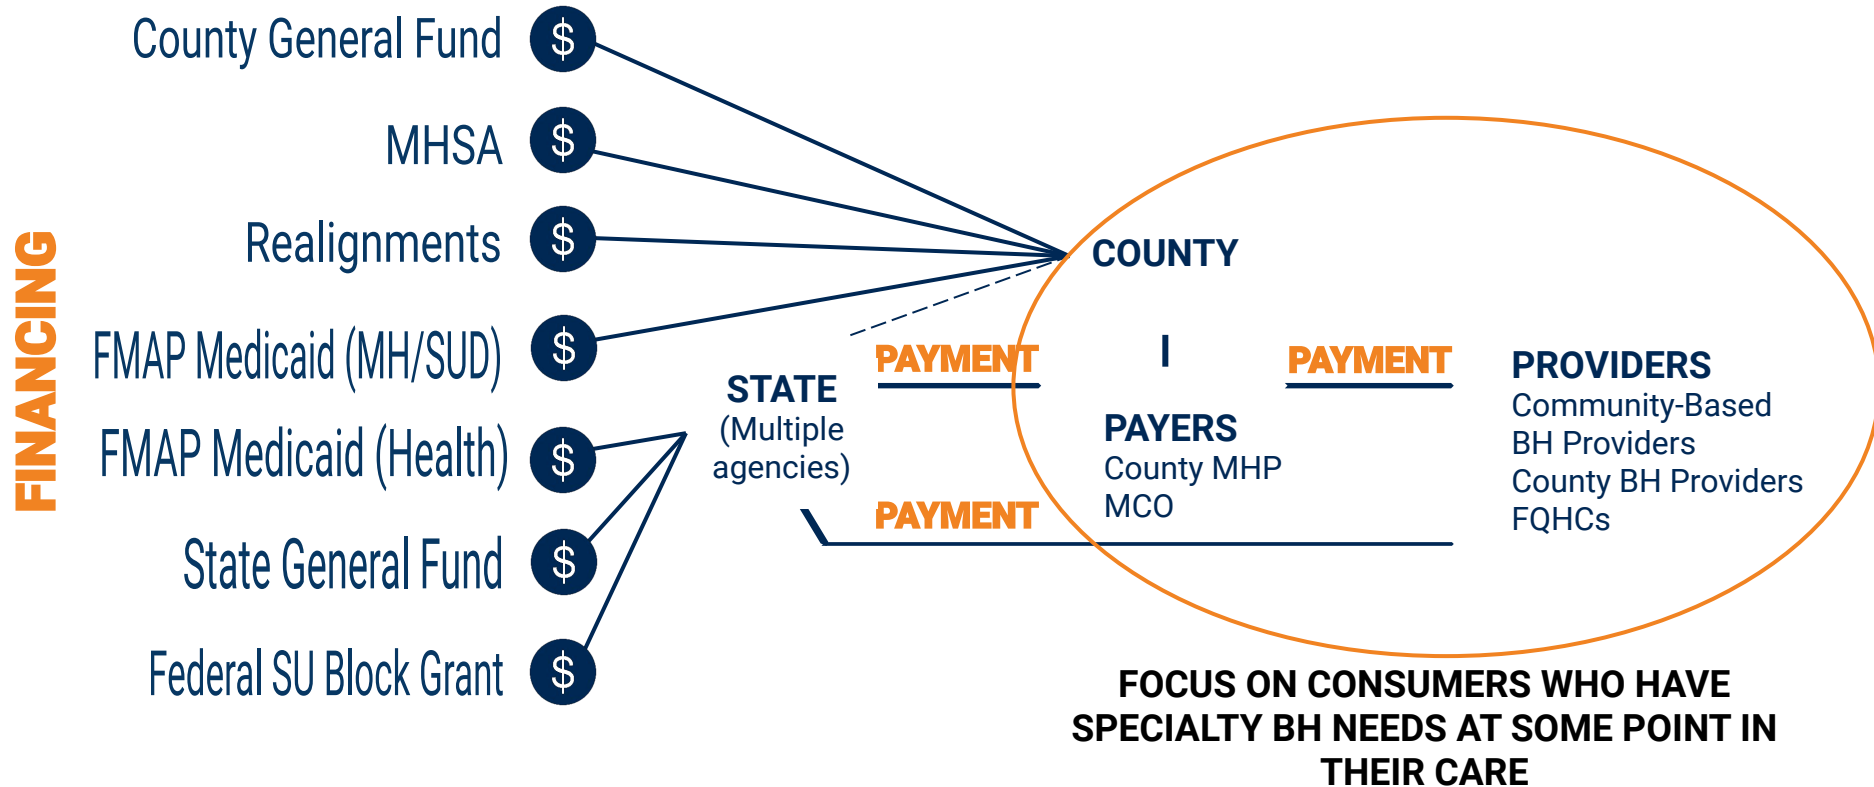 FINANCING
County General Fund $
MHSA $
Realignments $
FMAP Medicaid (MH/SUD) $
FMAP Medicaid (Health) $
State General Fund $
Federal SU Block Grant $
STATE
(Multiple
agencies)
PAYMENT
PAYMENT
COUNTY
PAYERS
County MHP
MCO
PAYMENT
PROVIDERS
Community-Based
BH Providers
County BH Providers
FQHCs
FOCUS ON CONSUMERS WHO HAVE
SPECIALTY BH NEEDS AT SOME POINT IN
THEIR CARE